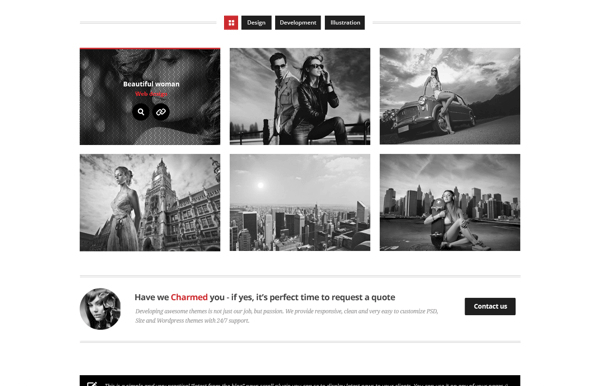 Design
Development
Illustration
Beautiful woman
Web design
Have we Charmed you - if yes, it's perfect time to request a quote
Developing awesome themes is not just our job, but passion. We provide responsive, clean and very easy to customize PSD,
Site and Wordpress themes with 24/7 support.
Contact us